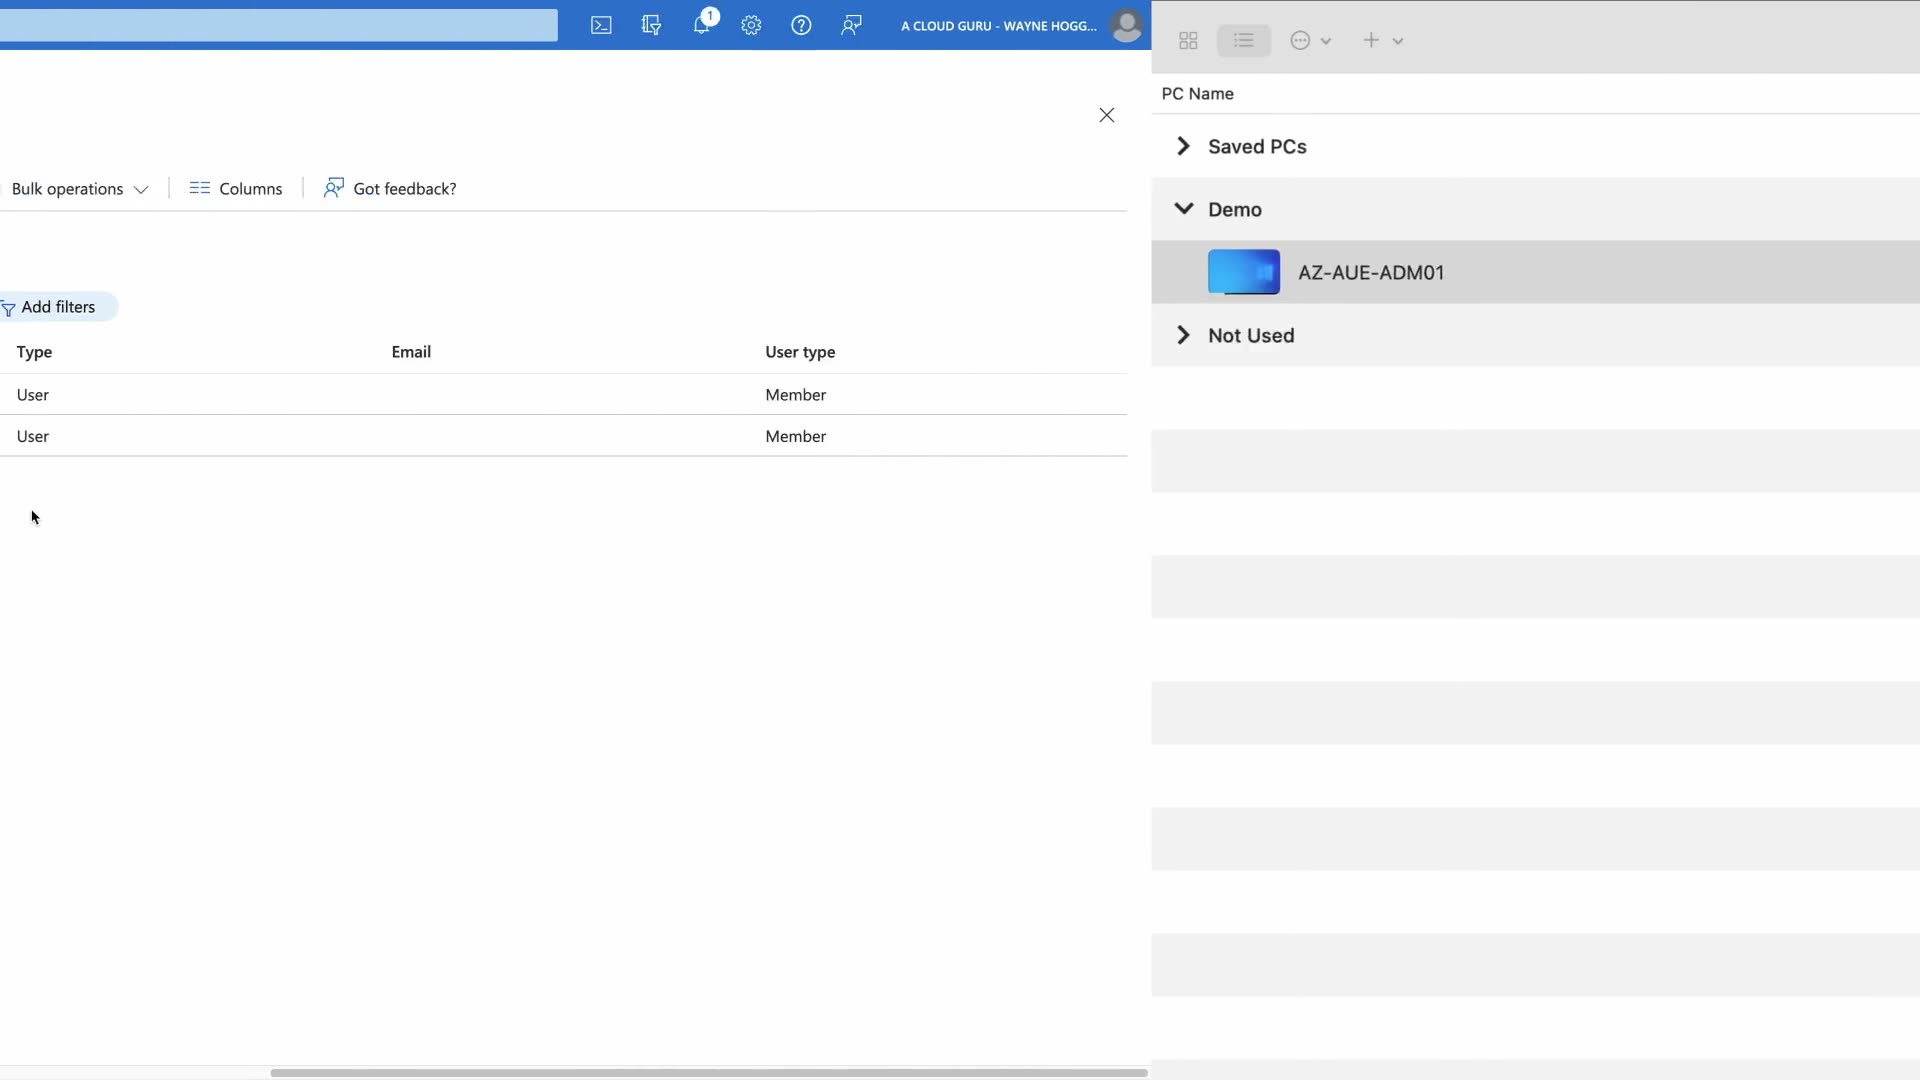 1
A CLOUD GURU - WAYNE HOGG...
PC Name
Saved PCs
Bulk operations
Columns
Got feedback?
Demo
AZ-AUE-ADM01
Add filters
Not Used
Type Email User type
User Member
User Member